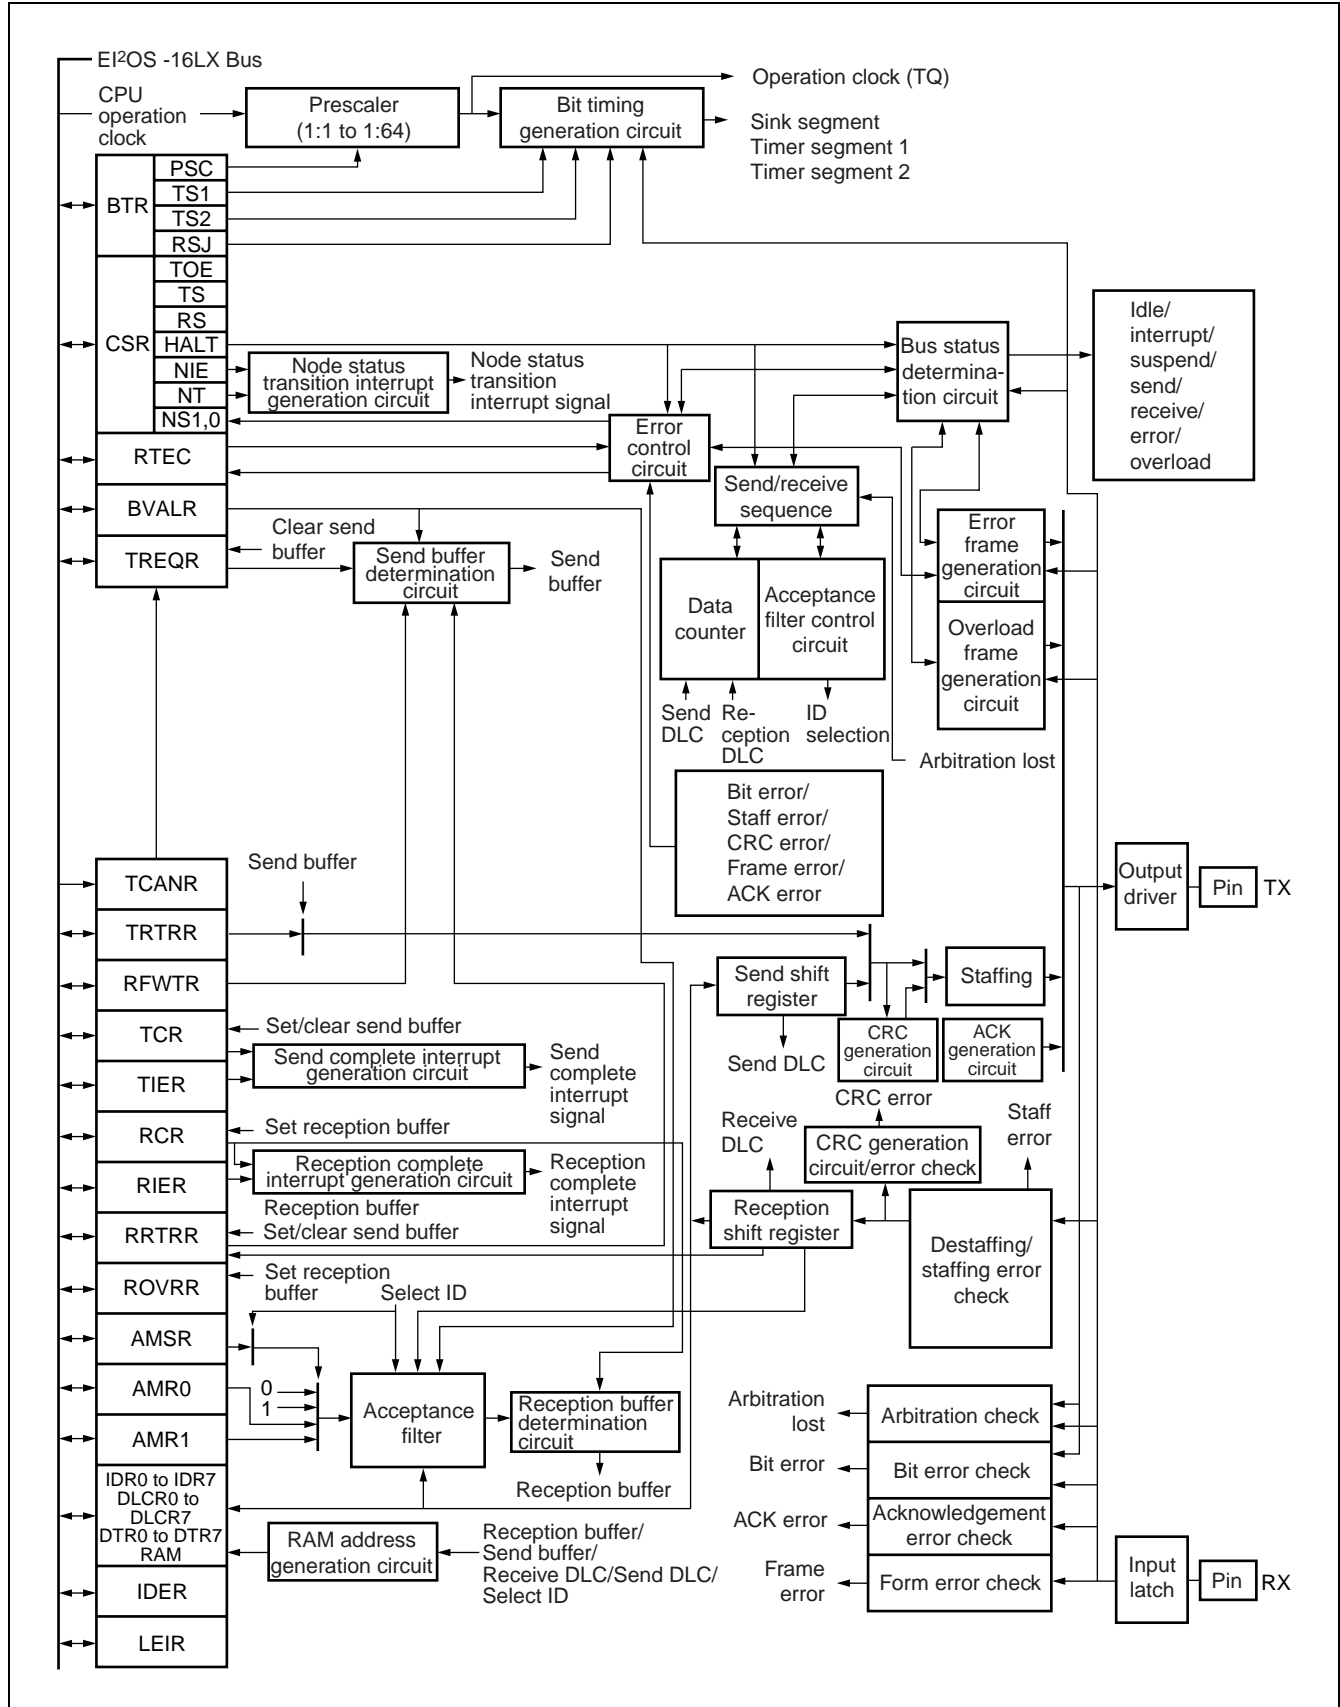 EI²OS -16LX Bus
CPU
operation
clock
Prescaler
(1:1 to 1:64)
Bit timing
generation circuit
Operation clock (TQ)
Sink segment
Timer segment 1
Timer segment 2
BTR
PSC
TS1
TS2
RSJ
CSR
TOE
TS
RS
HALT
NIE
NT
NS1,0
Node status
transition interrupt
generation circuit
Node status
transition
interrupt signal
Error
control
circuit
Bus status
determina-
tion circuit
Idle/
interrupt/
suspend/
send/
receive/
error/
overload
RTEC
BVALR
TREQR
Clear send
buffer
Send buffer
determination
circuit
Send
buffer
Send/receive
sequence
Data
counter
Acceptance
filter control
circuit
Send
DLC
Re-
ception
DLC
ID
selection
Error
frame
generation
circuit
Overload
frame
generation
circuit
Arbitration lost
Bit error/
Staff error/
CRC error/
Frame error/
ACK error
Output
driver
Pin
TX
TCANR
Send buffer
TRTRR
RFWTR
TCR
Set/clear send buffer
Send complete interrupt
generation circuit
Send
complete
interrupt
signal
TIER
Send shift
register
Send DLC
Staffing
CRC
generation
circuit
ACK
generation
circuit
RCR
Set reception buffer
Reception complete
interrupt generation circuit
Reception
complete
interrupt
signal
RIER
Reception buffer
RRTRR
Set/clear send buffer
Receive
DLC
CRC error
CRC generation
circuit/error check
Staff
error
Reception
shift register
Destaffing/
staffing error
check
ROVRR
Set reception
buffer
Select ID
AMSR
AMR0
0
1
AMR1
Acceptance
filter
Reception buffer
determination
circuit
Reception buffer
Arbitration
lost
Arbitration check
Bit error
Bit error check
ACK error
Acknowledgement
error check
Frame
error
Form error check
IDR0 to IDR7
DLCR0 to
DLCR7
DTR0 to DTR7
RAM
RAM address
generation circuit
Reception buffer/
Send buffer/
Receive DLC/Send DLC/
Select ID
Input
latch
Pin
RX
IDER
LEIR